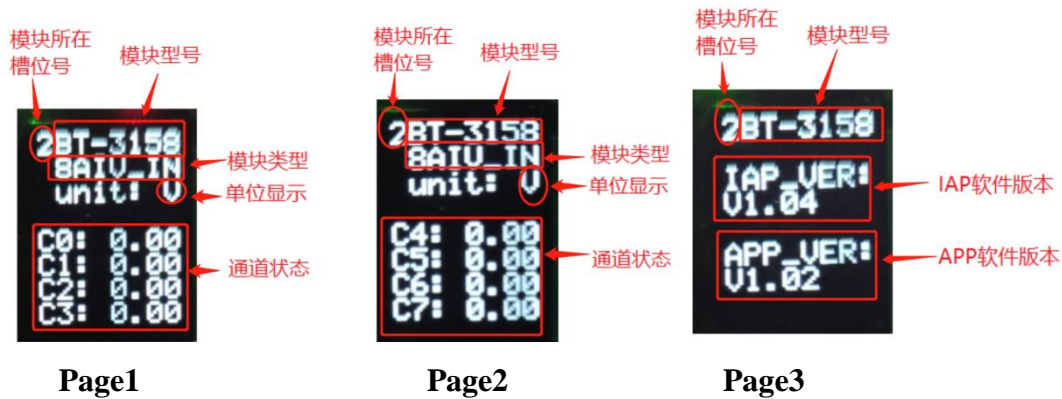 模块所在
槽位号
模块型号
2BT-3158
8AIV_IN
unit: V
C0: 0.00
C1: 0.00
C2: 0.00
C3: 0.00
模块类型
单位显示
通道状态
Page1
模块所在
槽位号
模块型号
2BT-3158
8AIV_IN
unit: V
C4: 0.00
C5: 0.00
C6: 0.00
C7: 0.00
模块类型
单位显示
通道状态
Page2
模块所在
槽位号
模块型号
2BT-3158
IAP_VER:
V1.04
APP_VER:
V1.02
IAP软件版本
APP软件版本
Page3